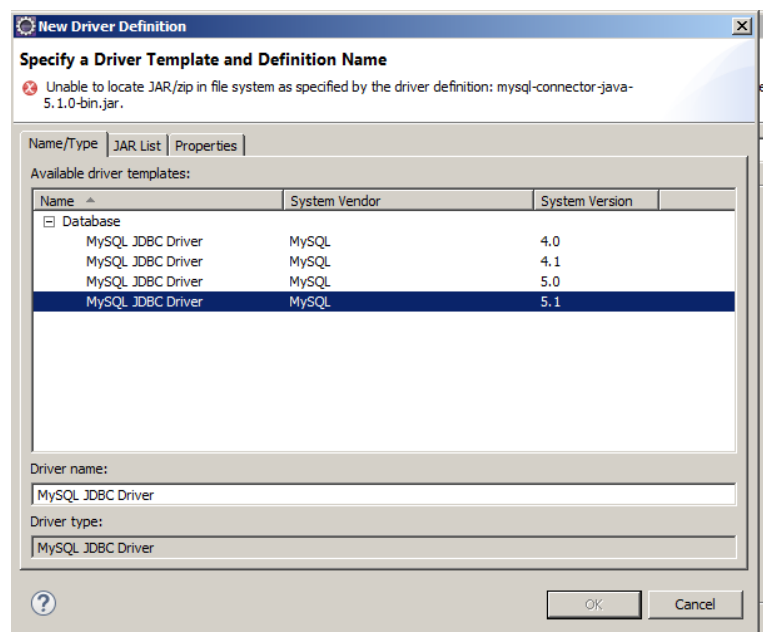 New Driver Definition
Specify a Driver Template and Definition Name
Unable to locate JAR/zip in file system as specified by the driver definition: mysql-connector-java-
5.1.0-bin.jar.
Name/Type JAR List Properties
Available driver templates:
Name System Vendor System Version
Database
MySQL JDBC Driver MySQL 4.0
MySQL JDBC Driver MySQL 4.1
MySQL JDBC Driver MySQL 5.0
MySQL JDBC Driver MySQL 5.1
Driver name:
MySQL JDBC Driver
Driver type:
MySQL JDBC Driver
? OK Cancel